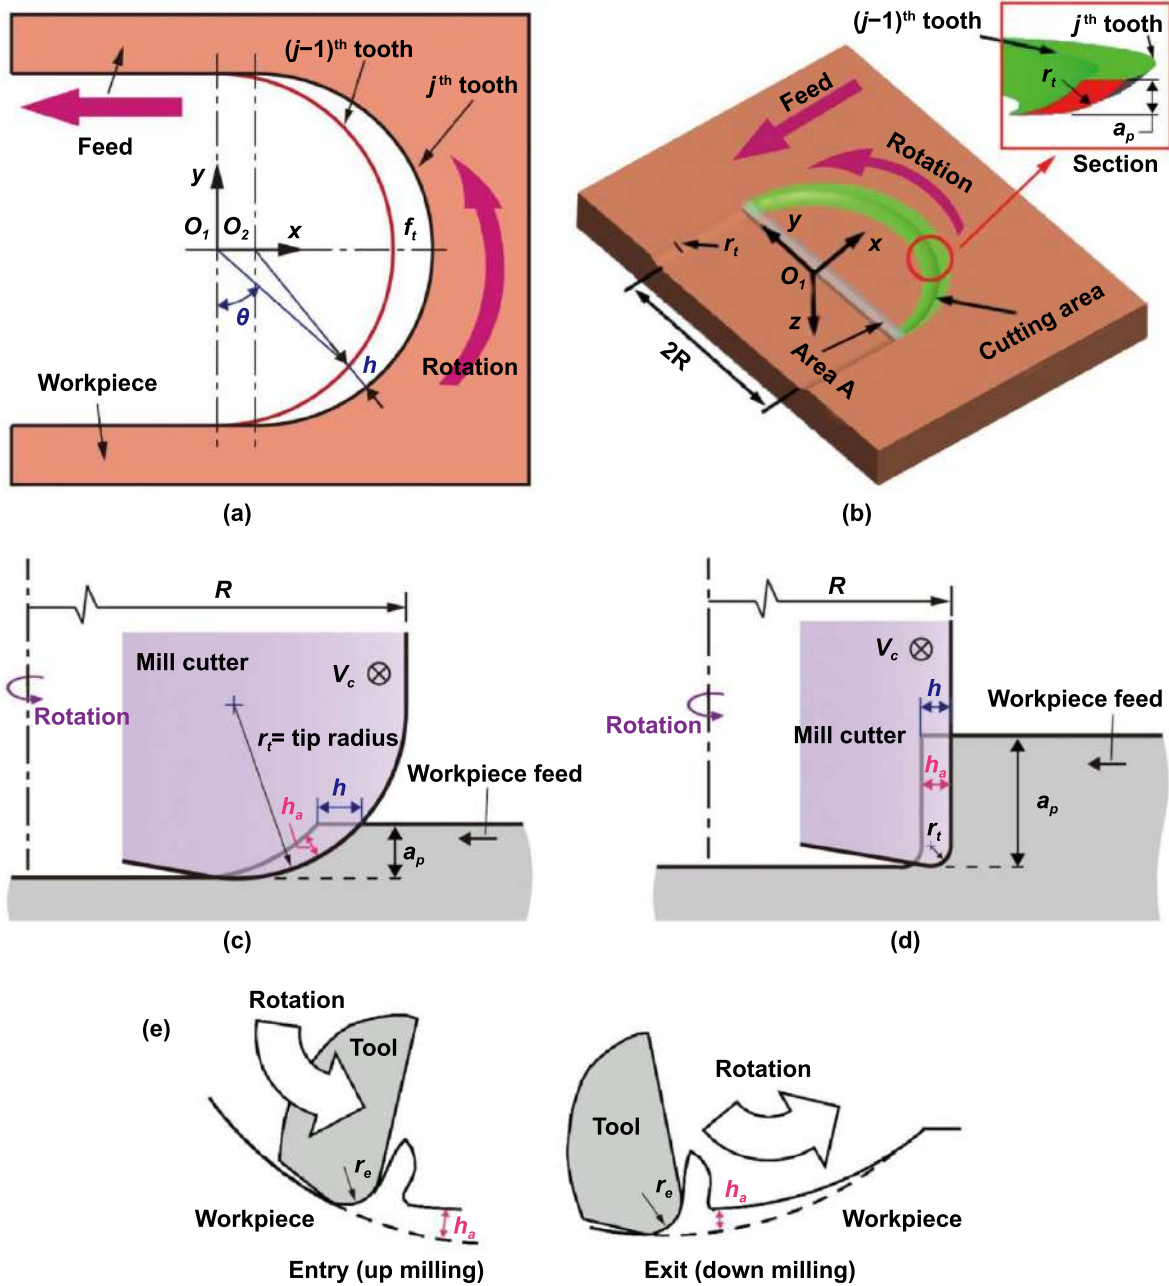 (j−1)th tooth
jth tooth
Feed
y
O1
O2
x
ft
θ
h
Rotation
Workpiece
(a)
(j−1)th tooth
jth tooth
rt
ap
Section
Feed
Rotation
y
x
rt
O1
z
Cutting area
Area A
2R
(b)
R
Mill cutter
Vc
Rotation
rt= tip radius
Workpiece feed
h
ha
ap
(c)
R
Vc
h
Workpiece feed
Rotation
Mill cutter
ha
ap
rt
(d)
Rotation
(e)
Tool
re
Workpiece
ha
Entry (up milling)
Rotation
Tool
re
ha
Workpiece
Exit (down milling)